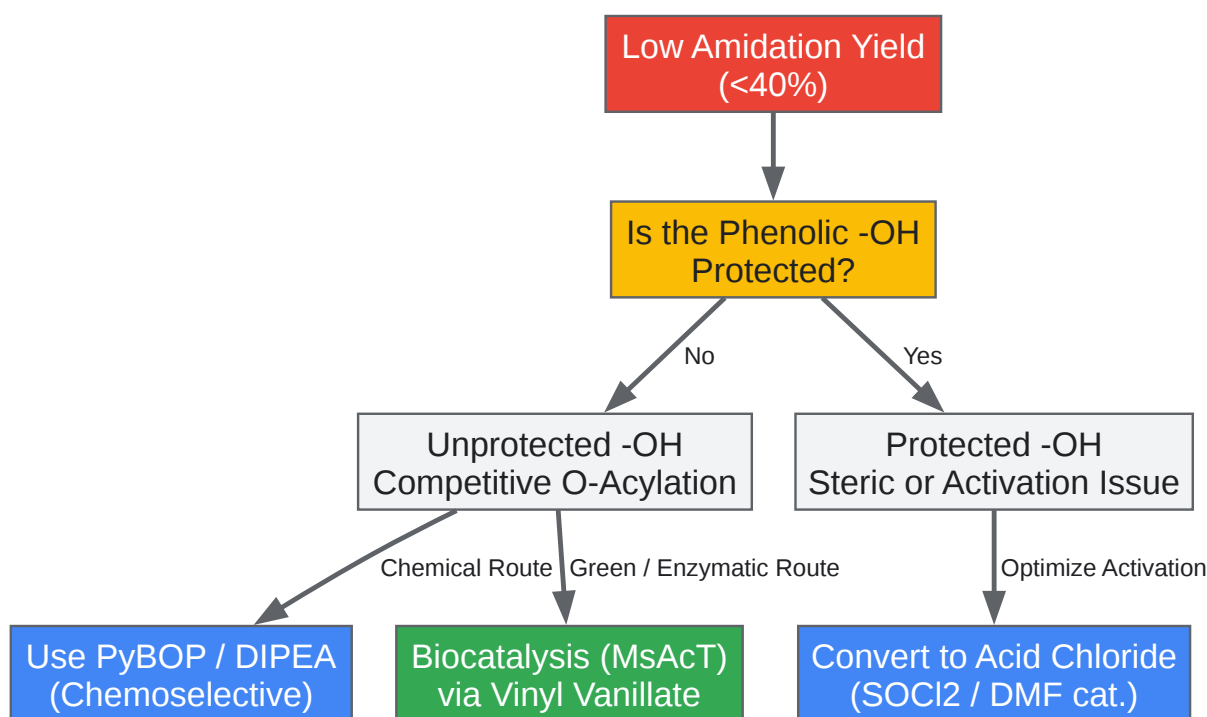 Low Amidation Yield
(<40%)
Is the Phenolic -OH
Protected?
No
Yes
Unprotected -OH
Competitive O-Acylation
Protected -OH
Steric or Activation Issue
Chemical Route
Green / Enzymatic Route
Optimize Activation
Use PyBOP / DIPEA
(Chemoselective)
Biocatalysis (MsAcT)
via Vinyl Vanillate
Convert to Acid Chloride
(SOCl2 / DMF cat.)